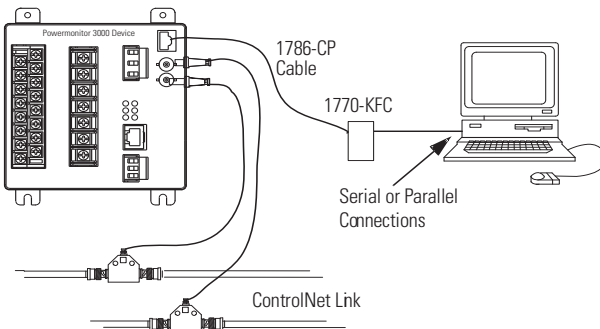 Powermonitor 3000 Device
1786-CP
Cable
1770-KFC
Serial or Parallel
Connections
ControlNet Link